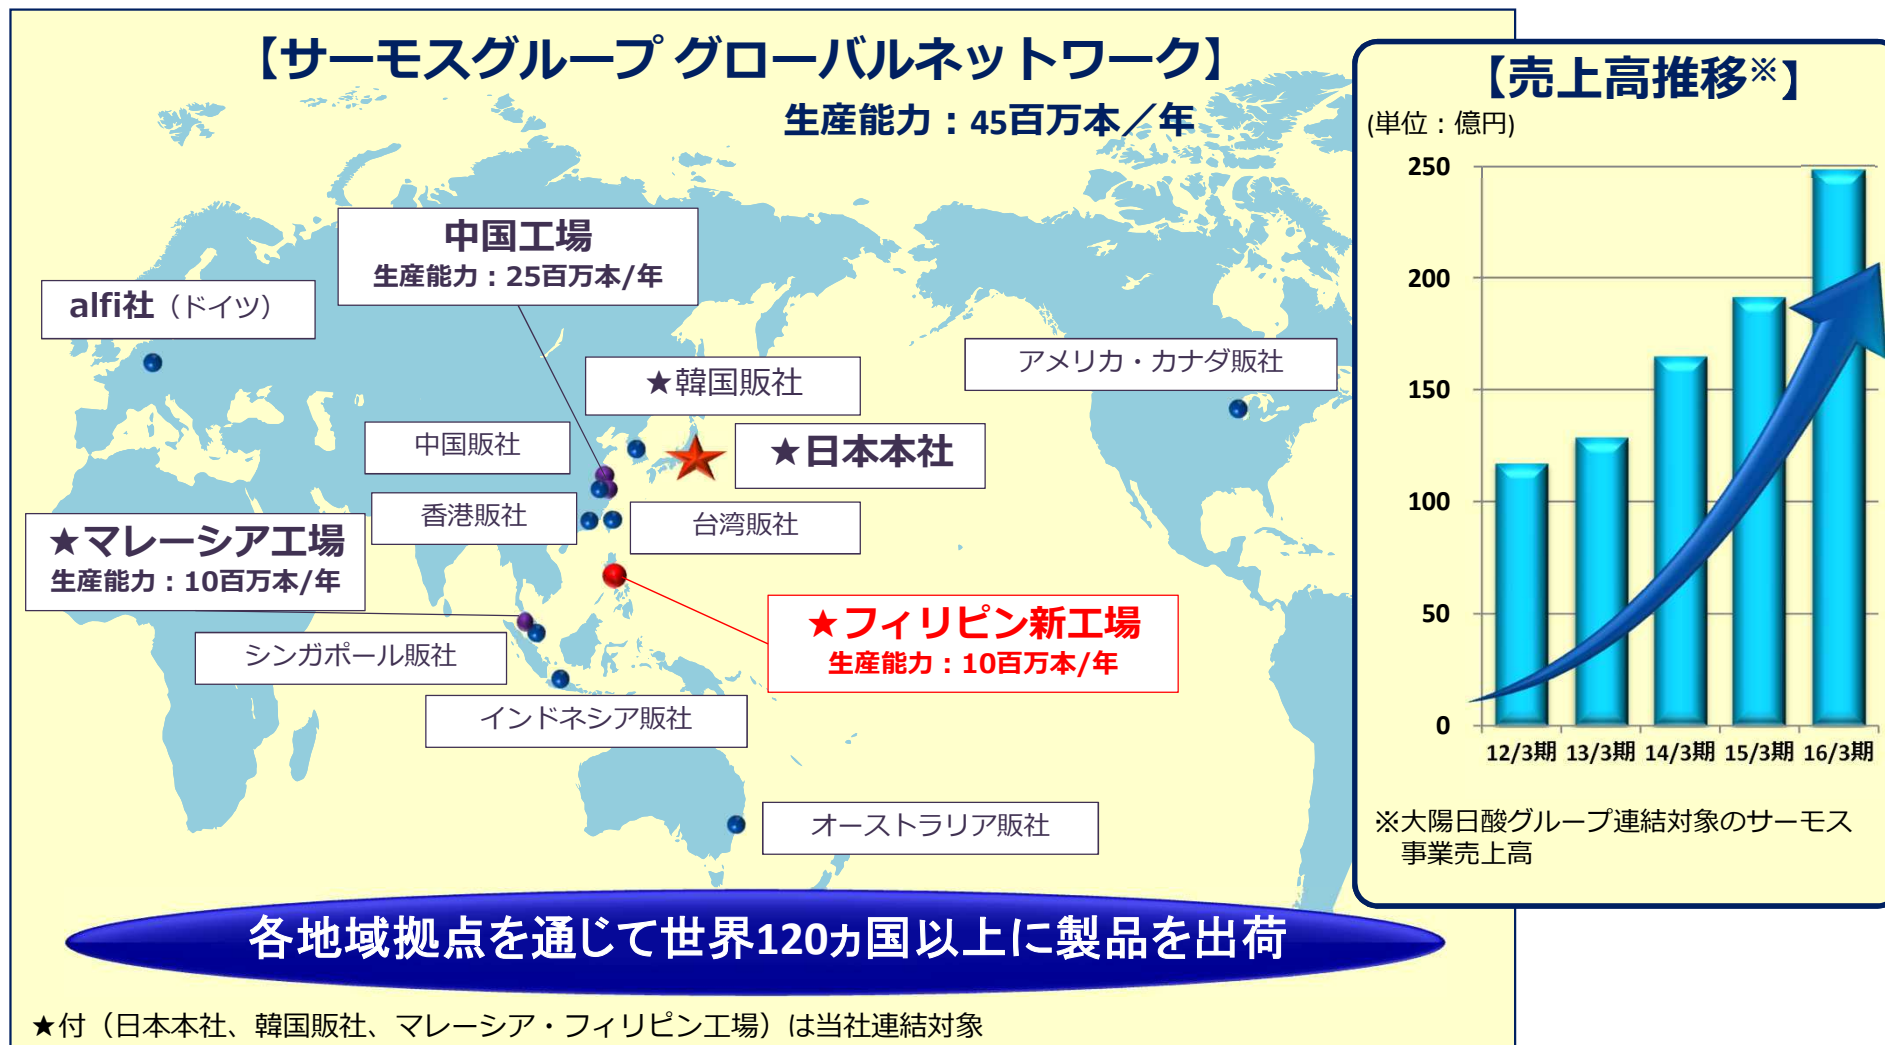 【サーモスグループ グローバルネットワーク】
生産能力：45百万本／年
中国工場
生産能力：25百万本/年
alfi社（ドイツ）
★韓国販社
アメリカ・カナダ販社
中国販社
★日本本社
香港販社
台湾販社
★マレーシア工場
生産能力：10百万本/年
★フィリピン新工場
生産能力：10百万本/年
シンガポール販社
インドネシア販社
オーストラリア販社
各地域拠点を通じて世界120ヵ国以上に製品を出荷
★付（日本本社、韓国販社、マレーシア・フィリピン工場）は当社連結対象
【売上高推移※】
(単位：億円)
250
200
150
100
50
0
12/3期 13/3期 14/3期 15/3期 16/3期
※大陽日酸グループ連結対象のサーモス
事業売上高